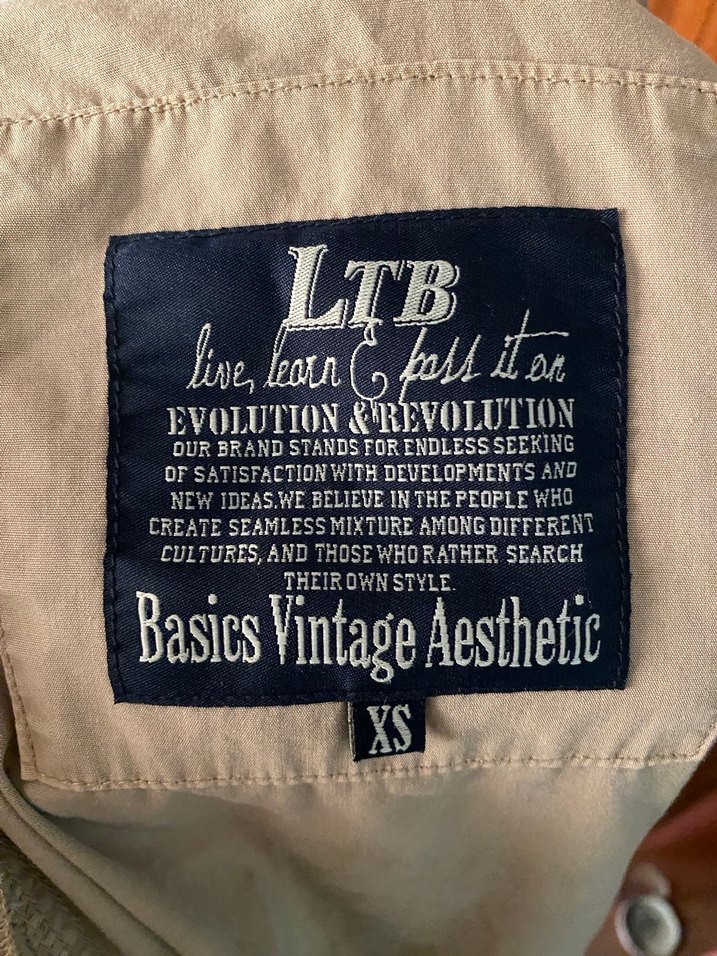 LTB
live, learn & pass it on
EVOLUTION & REVOLUTION
OUR BRAND STANDS FOR ENDLESS SEEKING
OF SATISFACTION WITH DEVELOPMENTS AND
NEW IDEAS.WE BELIEVE IN THE PEOPLE WHO
CREATE SEAMLESS MIXTURE AMONG DIFFERENT
CULTURES, AND THOSE WHO RATHER SEARCH
THEIR OWN STYLE.
Basics Vintage Aesthetic
XS